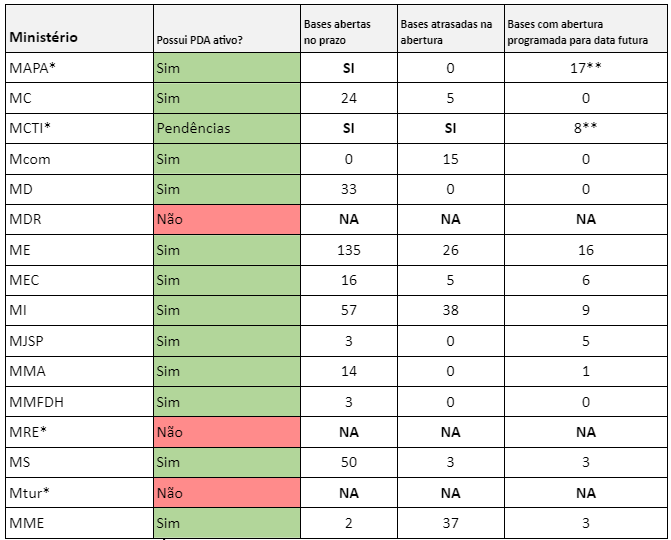 Ministério Possui PDA ativo? Bases abertas no prazo Bases atrasadas na abertura Bases com abertura programada para data futura
MAPA* Sim SI 0 17**
MC Sim 24 5 0
MCTI* Pendências SI SI 8**
Mcom Sim 0 15 0
MD Sim 33 0 0
MDR Não NA NA NA
ME Sim 135 26 16
MEC Sim 16 5 6
MI Sim 57 38 9
MJSP Sim 3 0 5
MMA Sim 14 0 1
MMFDH Sim 3 0 0
MRE* Não NA NA NA
MS Sim 50 3 3
Mtur* Não NA NA NA
MME Sim 2 37 3